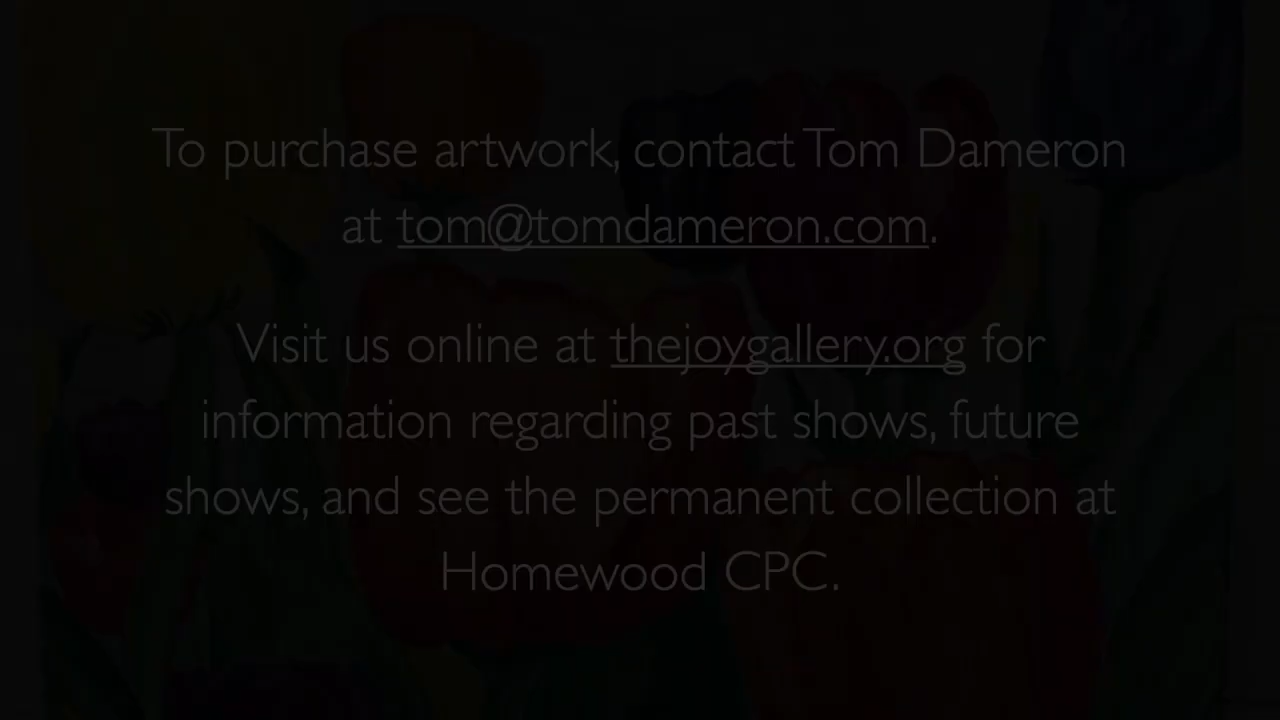 To purchase artwork, contact Tom Dameron
at tom@tomdameron.com.
Visit us online at thejoygallery.org for
information regarding past shows, future
shows, and see the permanent collection at
Homewood CPC.